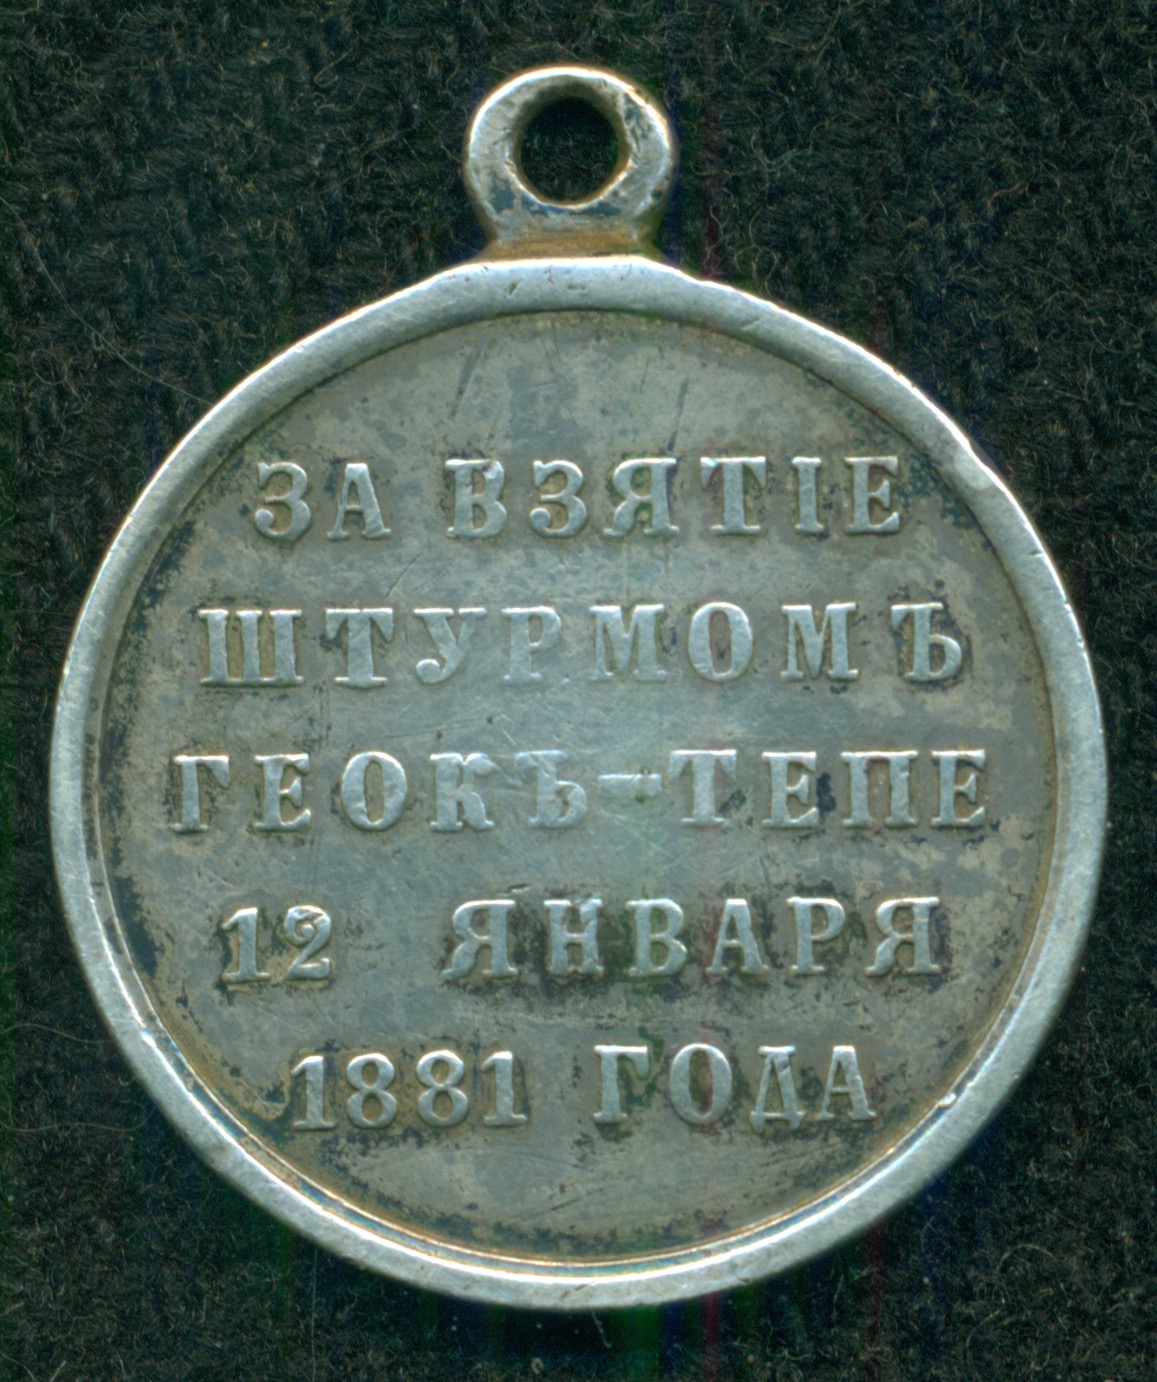 ЗА ВЗЯТІЕ
ШТУРМОМЪ
ГЕОКЪ-ТЕПЕ
12 ЯНВАРЯ
1881 ГОДА